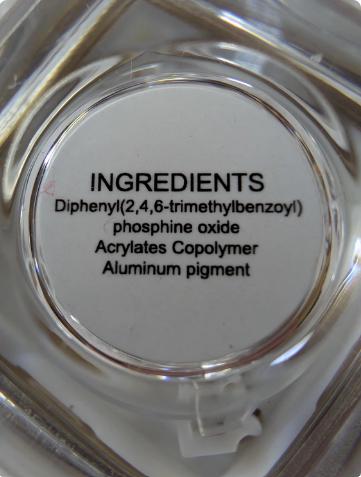 INGREDIENTS
Diphenyl(2,4,6-trimethylbenzoyl)
phosphine oxide
Acrylates Copolymer
Aluminum pigment